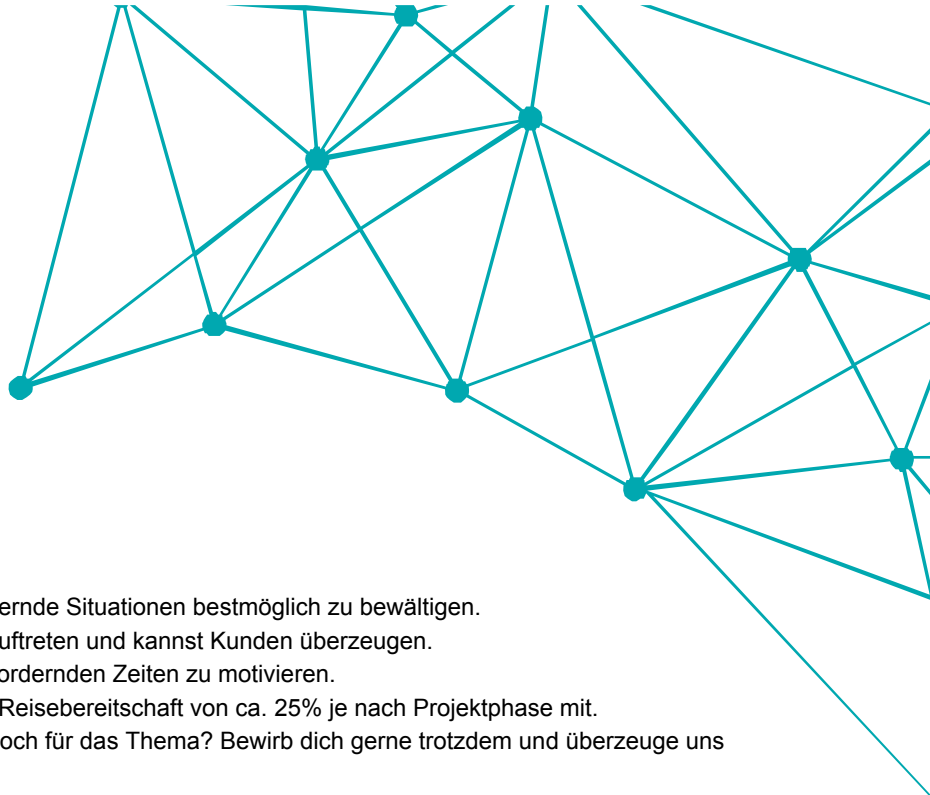 ernde Situationen bestmöglich zu bewältigen.
uftreten und kannst Kunden überzeugen.
ordernden Zeiten zu motivieren.
Reisebereitschaft von ca. 25% je nach Projektphase mit.
och für das Thema? Bewirb dich gerne trotzdem und überzeuge uns